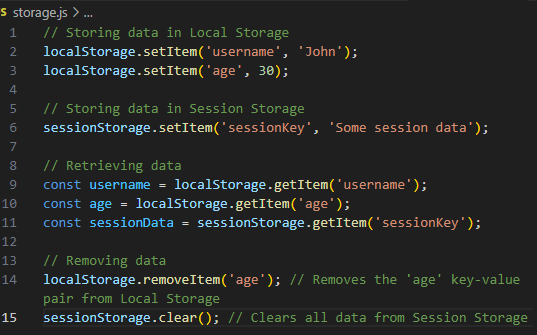 JS storage.js > ...
1 // Storing data in Local Storage
2 localStorage.setItem('username', 'John');
3 localStorage.setItem('age', 30);
4
5 // Storing data in Session Storage
6 sessionStorage.setItem('sessionKey', 'Some session data');
7
8 // Retrieving data
9 const username = localStorage.getItem('username');
10 const age = localStorage.getItem('age');
11 const sessionData = sessionStorage.getItem('sessionKey');
12
13 // Removing data
14 localStorage.removeItem('age'); // Removes the 'age' key-value
pair from Local Storage
15 sessionStorage.clear(); // Clears all data from Session Storage